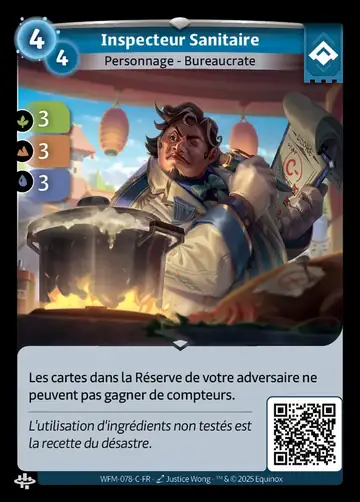 4
4
Inspecteur Sanitaire
Personnage - Bureaucrate
3
3
3
Les cartes dans la Réserve de votre adversaire ne
peuvent pas gagner de compteurs.
L'utilisation d'ingrédients non testés est
la recette du désastre.
WFM-078-C-FR - Justice Wong - ™ & © 2025 Equinox